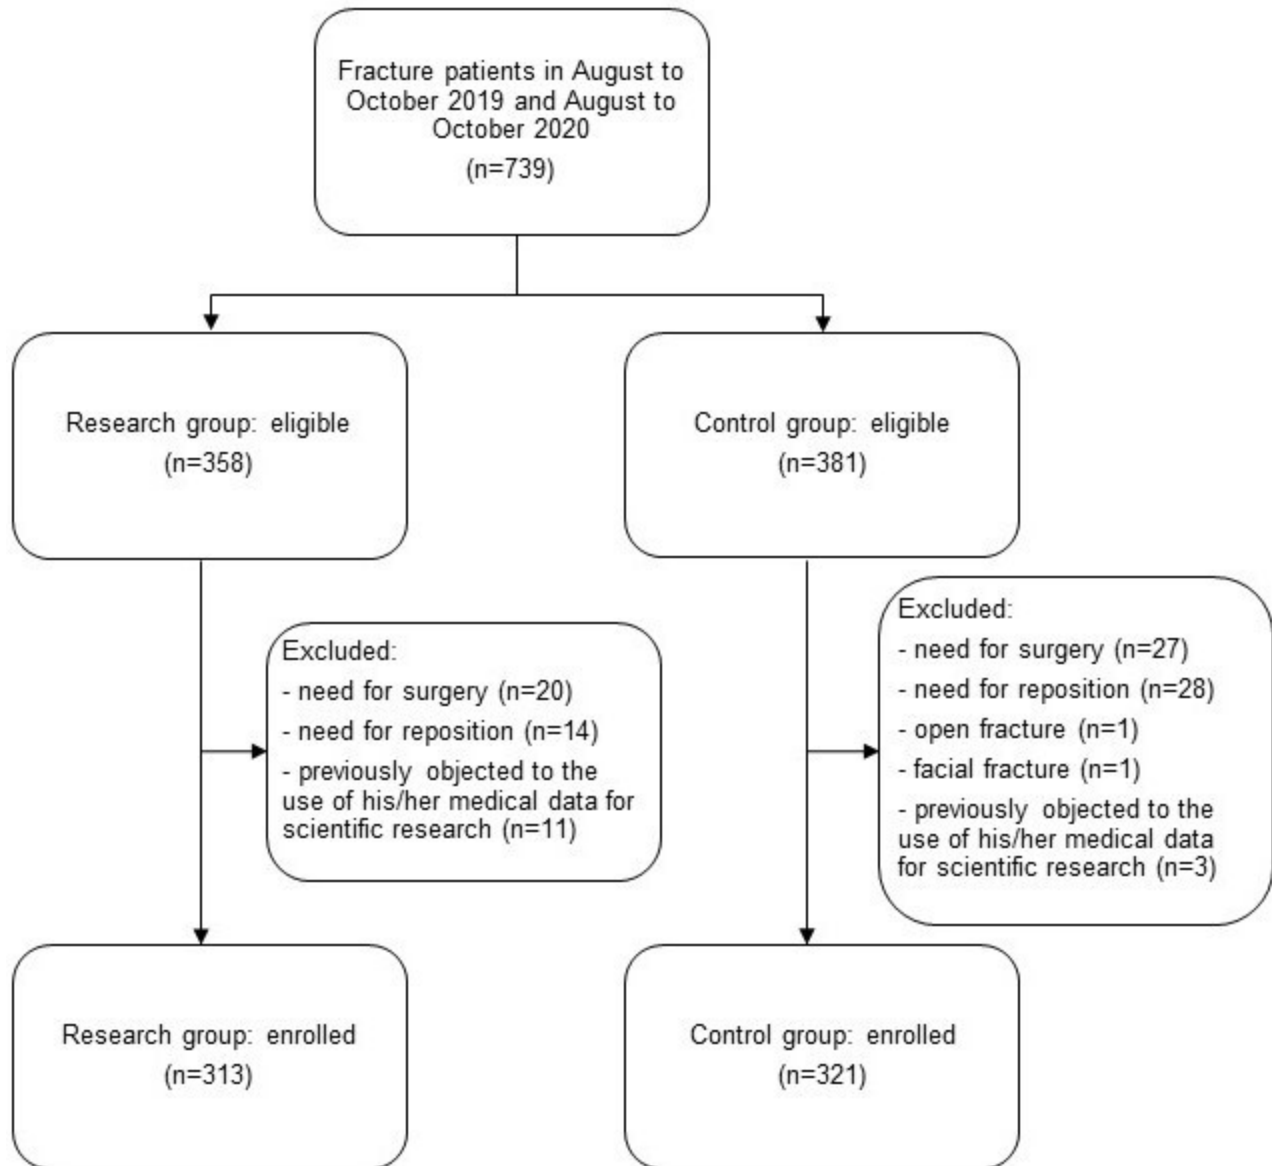 Fracture patients in August to
October 2019 and August to
October 2020
(n=739)
Research group: eligible
(n=358)
Control group: eligible
(n=381)
Excluded:
- need for surgery (n=20)
- need for reposition (n=14)
- previously objected to the
use of his/her medical data for
scientific research (n=11)
Excluded:
- need for surgery (n=27)
- need for reposition (n=28)
- open fracture (n=1)
- facial fracture (n=1)
- previously objected to the
use of his/her medical data
for scientific research (n=3)
Research group: enrolled
(n=313)
Control group: enrolled
(n=321)